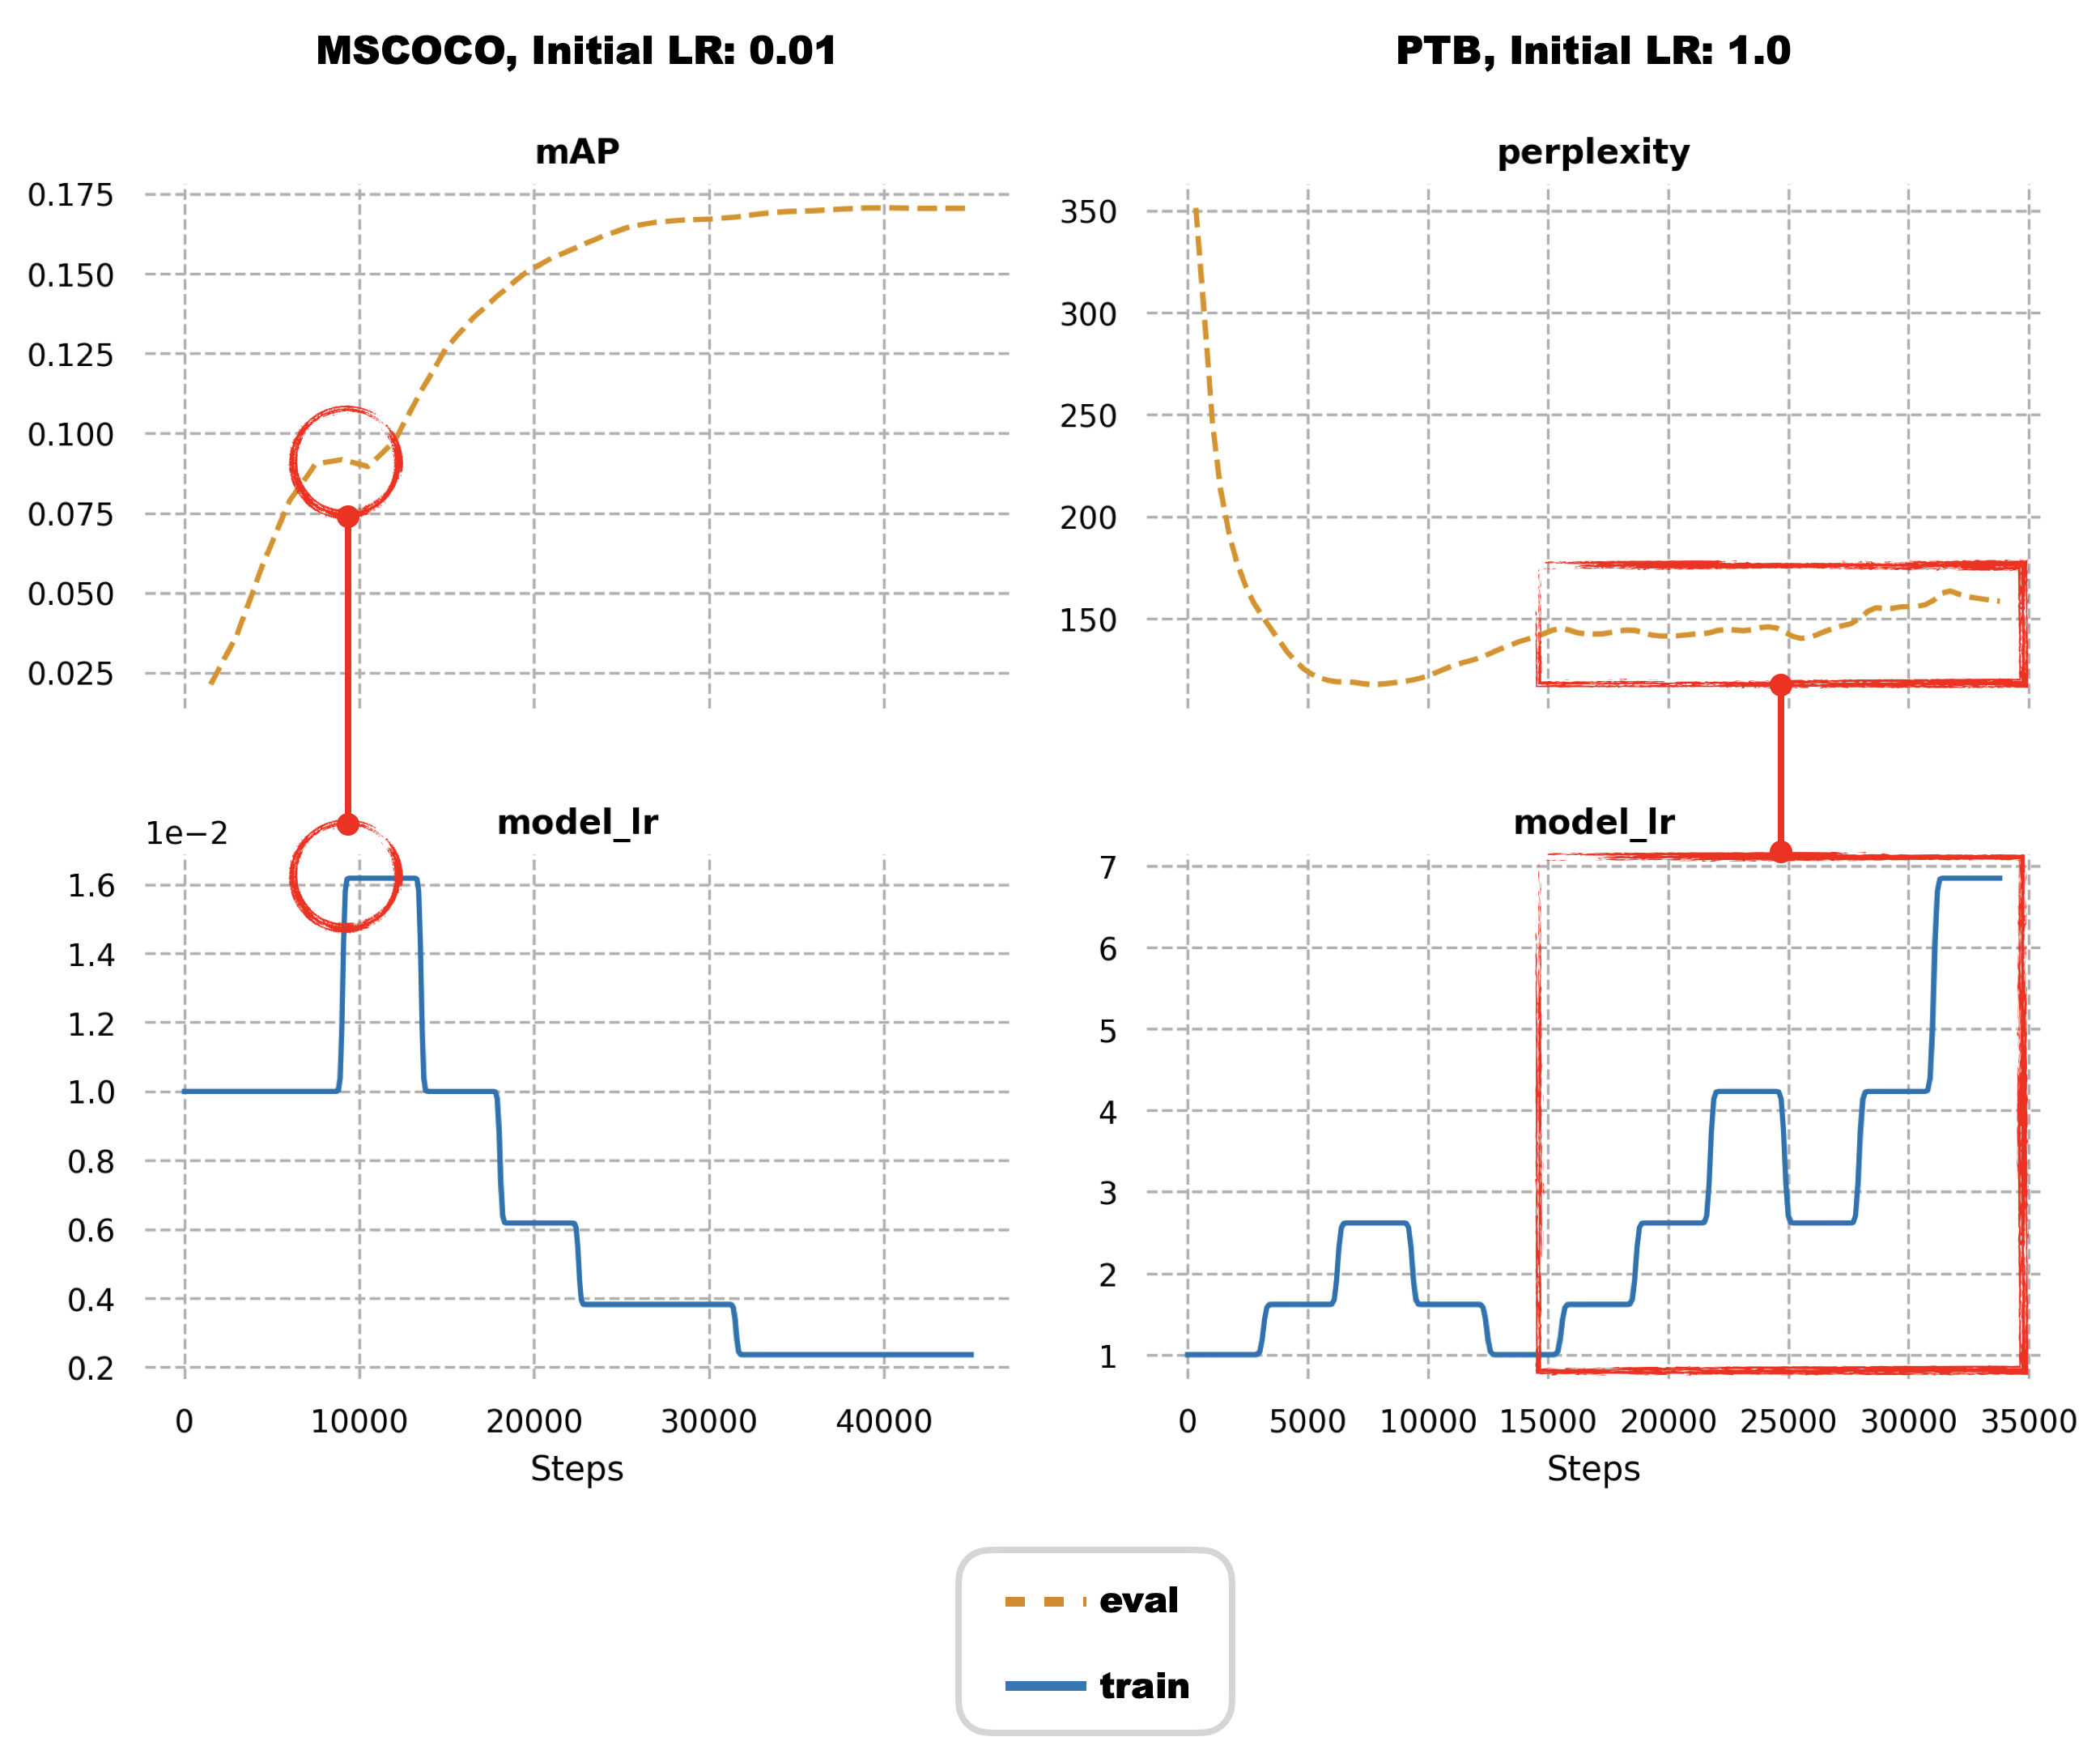 MSCOCO, Initial LR: 0.01
PTB, Initial LR: 1.0
mAP
0.175
0.150
0.125
0.100
0.075
0.050
0.025
perplexity
350
300
250
200
150
1e−2
model_lr
1.6
1.4
1.2
1.0
0.8
0.6
0.4
0.2
0 10000 20000 30000 40000
Steps
model_lr
7
6
5
4
3
2
1
0 5000 10000 15000 20000 25000 30000 35000
Steps
eval
train